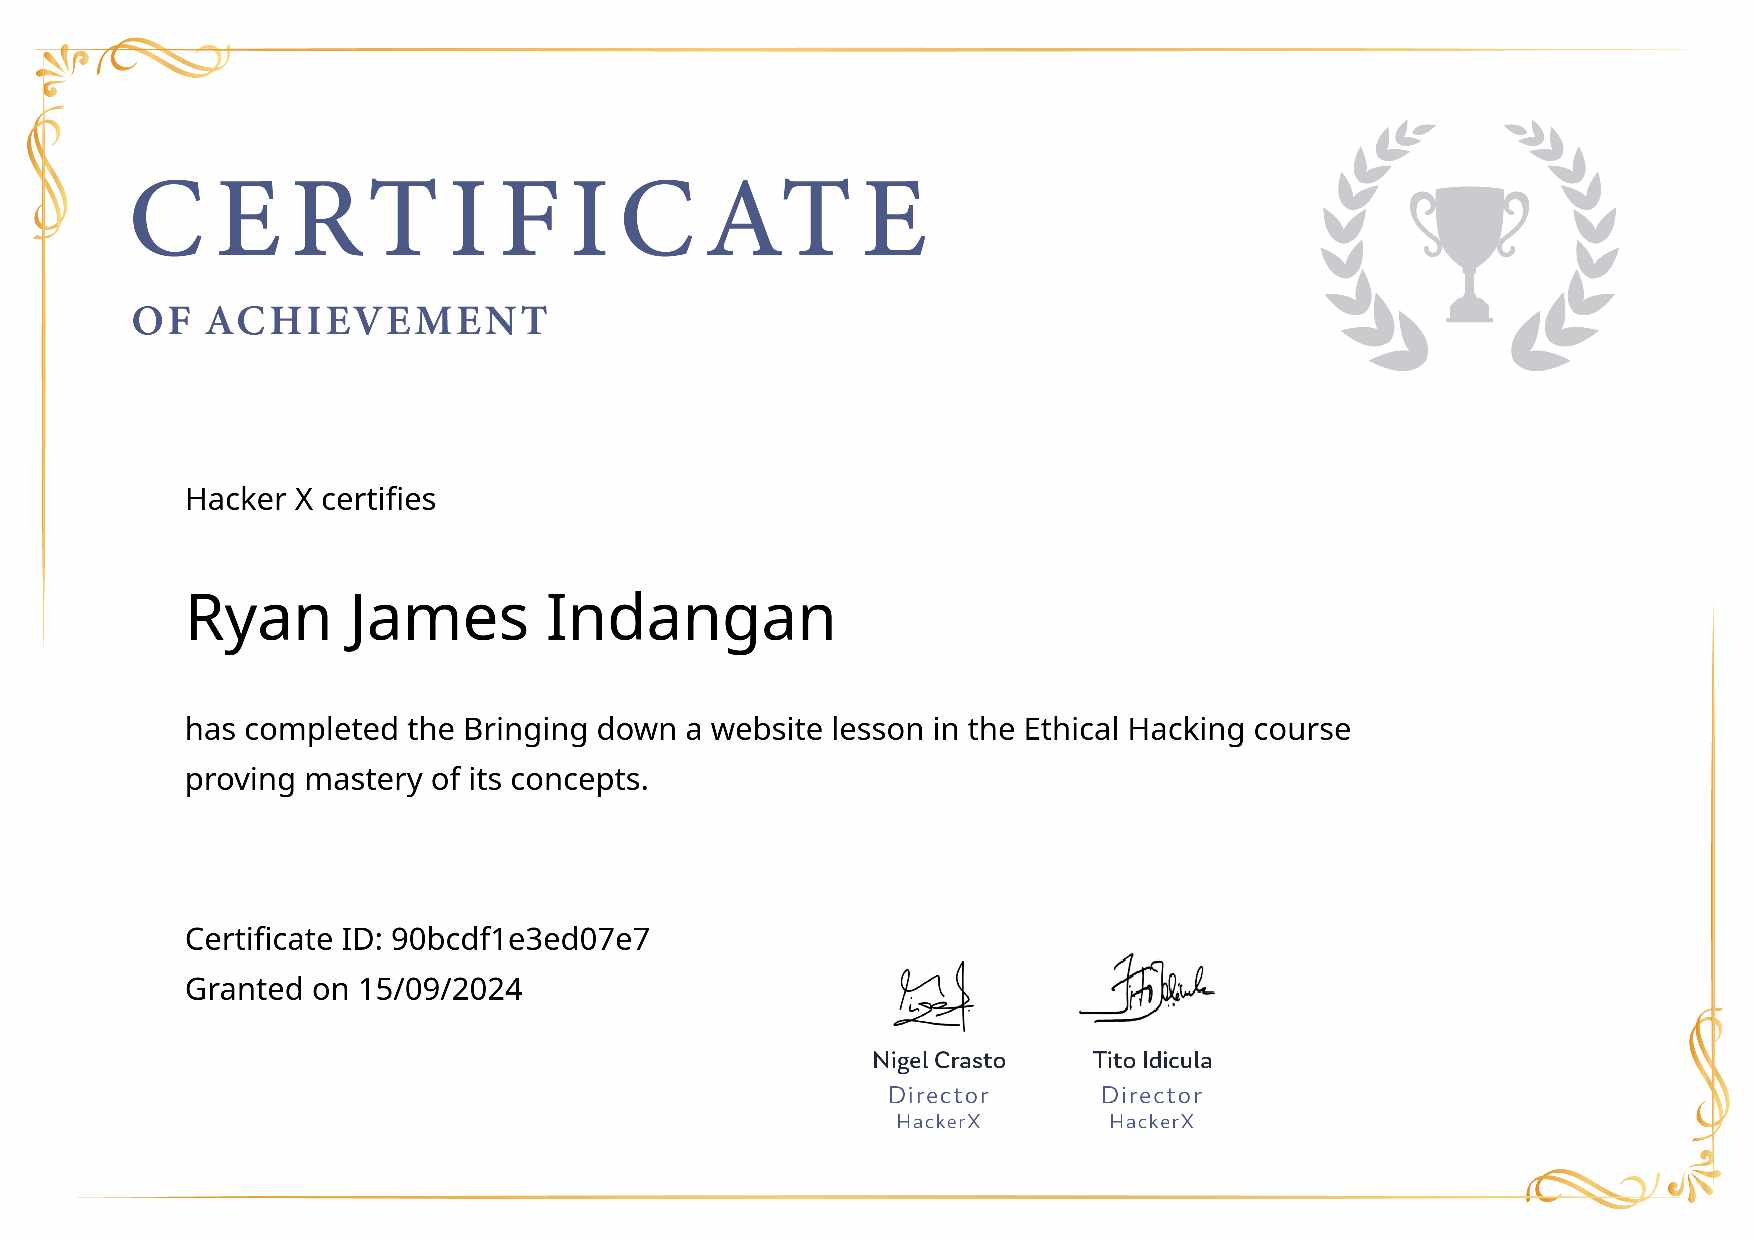 CERTIFICATE
OF ACHIEVEMENT
Hacker X certifies
Ryan James Indangan
has completed the Bringing down a website lesson in the Ethical Hacking course
proving mastery of its concepts.
Certificate ID: 90bcdf1e3ed07e7
Granted on 15/09/2024
Nigel Crasto
Director
HackerX
Tito Idicula
Director
HackerX